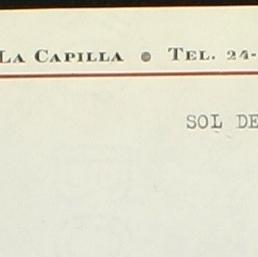 LA CAPILLA ● TEL. 24-
SOL DE